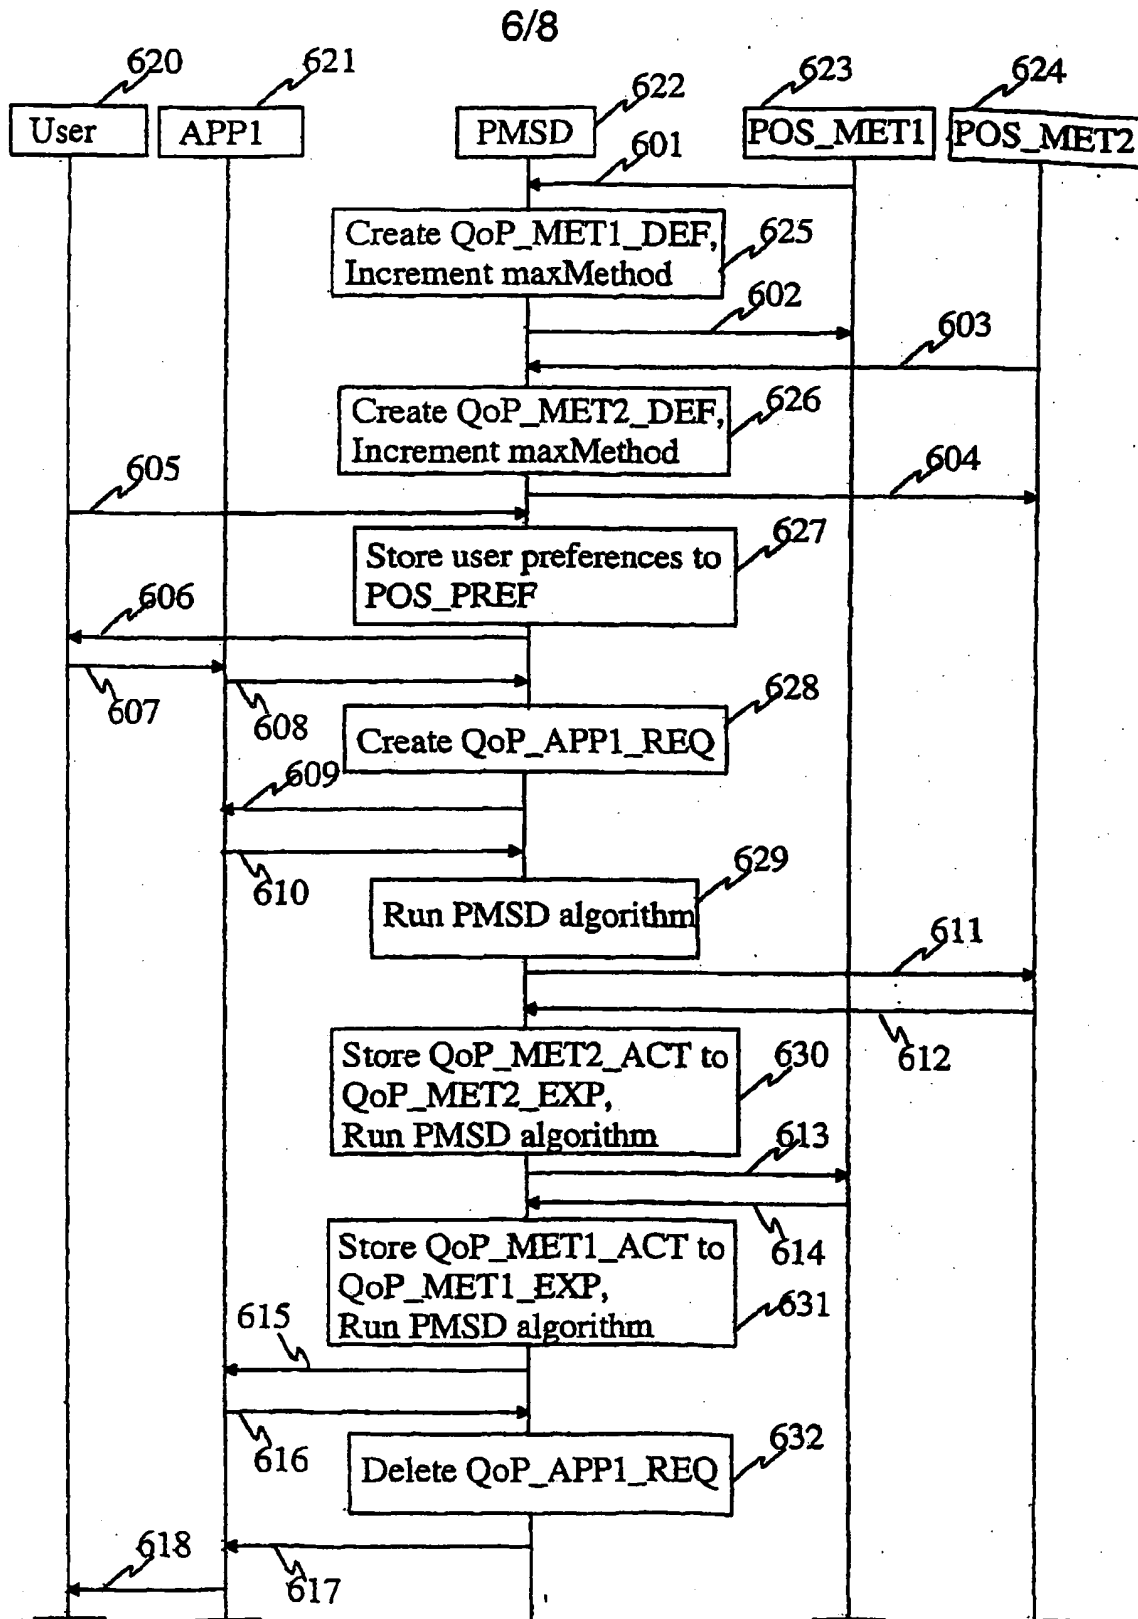 6/8
620
621
622
623
624
User
APP1
PMSD
POS_MET1
POS_MET2
601
Create QoP_MET1_DEF,
Increment maxMethod
625
602
603
Create QoP_MET2_DEF,
Increment maxMethod
626
605
604
Store user preferences to
POS_PREF
627
606
607
608
628
Create QoP_APP1_REQ
609
610
629
Run PMSD algorithm
611
612
Store QoP_MET2_ACT to
QoP_MET2_EXP,
Run PMSD algorithm
630
613
614
Store QoP_MET1_ACT to
QoP_MET1_EXP,
Run PMSD algorithm
631
615
616
632
Delete QoP_APP1_REQ
617
618